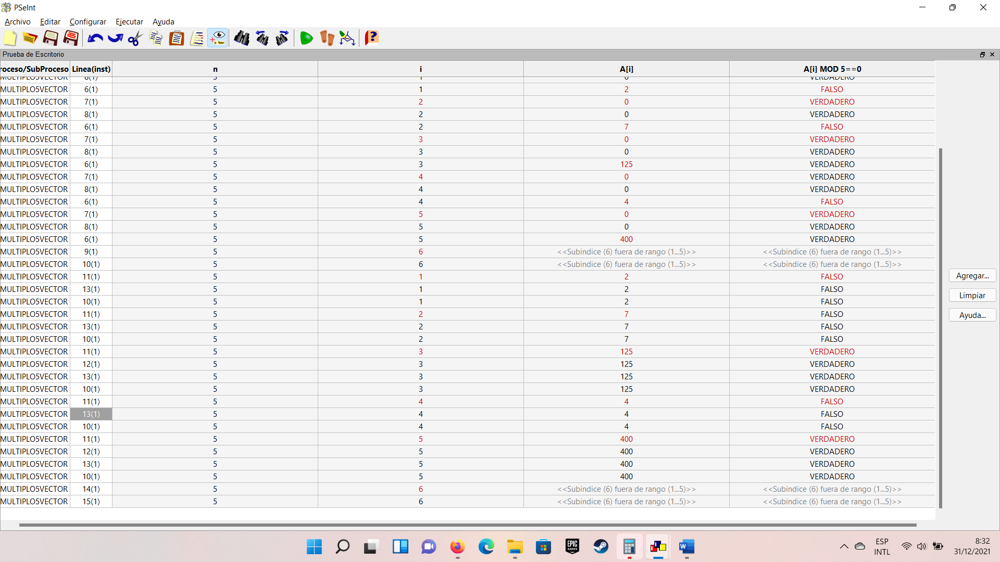 PSeInt
Archivo Editar Configurar Ejecutar Ayuda
Prueba de Escritorio
roceso/SubProceso Linea(inst) n i A[i] A[i] MOD 5==0
MULTIPLO5VECTOR 8(1) 5 1 0 VERDADERO
MULTIPLO5VECTOR 6(1) 5 1 2 FALSO
MULTIPLO5VECTOR 7(1) 5 2 0 VERDADERO
MULTIPLO5VECTOR 8(1) 5 2 0 VERDADERO
MULTIPLO5VECTOR 6(1) 5 2 7 FALSO
MULTIPLO5VECTOR 7(1) 5 3 0 VERDADERO
MULTIPLO5VECTOR 8(1) 5 3 0 VERDADERO
MULTIPLO5VECTOR 6(1) 5 3 125 VERDADERO
MULTIPLO5VECTOR 7(1) 5 4 0 VERDADERO
MULTIPLO5VECTOR 8(1) 5 4 0 VERDADERO
MULTIPLO5VECTOR 6(1) 5 4 4 FALSO
MULTIPLO5VECTOR 7(1) 5 5 0 VERDADERO
MULTIPLO5VECTOR 8(1) 5 5 0 VERDADERO
MULTIPLO5VECTOR 6(1) 5 5 400 VERDADERO
MULTIPLO5VECTOR 9(1) 5 6 <<Subindice (6) fuera de rango (1...5)>> <<Subindice (6) fuera de rango (1...5)>>
MULTIPLO5VECTOR 10(1) 5 6 <<Subindice (6) fuera de rango (1...5)>> <<Subindice (6) fuera de rango (1...5)>>
MULTIPLO5VECTOR 11(1) 5 1 2 FALSO
MULTIPLO5VECTOR 13(1) 5 1 2 FALSO
MULTIPLO5VECTOR 10(1) 5 1 2 FALSO
MULTIPLO5VECTOR 11(1) 5 2 7 FALSO
MULTIPLO5VECTOR 13(1) 5 2 7 FALSO
MULTIPLO5VECTOR 10(1) 5 2 7 FALSO
MULTIPLO5VECTOR 11(1) 5 3 125 VERDADERO
MULTIPLO5VECTOR 12(1) 5 3 125 VERDADERO
MULTIPLO5VECTOR 13(1) 5 3 125 VERDADERO
MULTIPLO5VECTOR 10(1) 5 3 125 VERDADERO
MULTIPLO5VECTOR 11(1) 5 4 4 FALSO
MULTIPLO5VECTOR 13(1) 5 4 4 FALSO
MULTIPLO5VECTOR 10(1) 5 4 4 FALSO
MULTIPLO5VECTOR 11(1) 5 5 400 VERDADERO
MULTIPLO5VECTOR 12(1) 5 5 400 VERDADERO
MULTIPLO5VECTOR 13(1) 5 5 400 VERDADERO
MULTIPLO5VECTOR 10(1) 5 5 400 VERDADERO
MULTIPLO5VECTOR 14(1) 5 6 <<Subindice (6) fuera de rango (1...5)>> <<Subindice (6) fuera de rango (1...5)>>
MULTIPLO5VECTOR 15(1) 5 6 <<Subindice (6) fuera de rango (1...5)>> <<Subindice (6) fuera de rango (1...5)>>
Agregar...
Limpiar
Ayuda...
EPIC
GAMES
W
ESP
INTL
8:32
31/12/2021